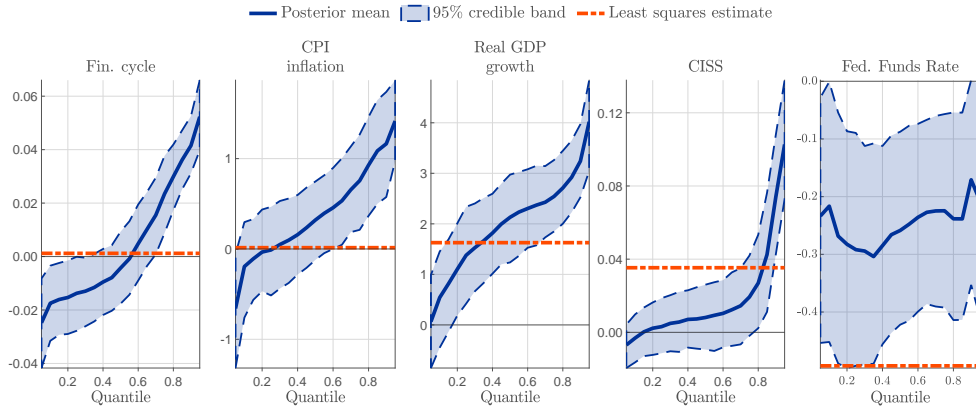 Posterior mean 95% credible band Least squares estimate
Fin. cycle
CPI
inflation
Real GDP
growth
CISS
Fed. Funds Rate
0.06
0.04
0.02
0.00
-0.02
-0.04
0.2 0.4 0.6 0.8
Quantile
1
0
-1
0.2 0.4 0.6 0.8
Quantile
4
3
2
1
0
0.2 0.4 0.6 0.8
Quantile
0.12
0.08
0.04
0.00
0.2 0.4 0.6 0.8
Quantile
0.0
-0.1
-0.2
-0.3
-0.4
0.2 0.4 0.6 0.8
Quantile